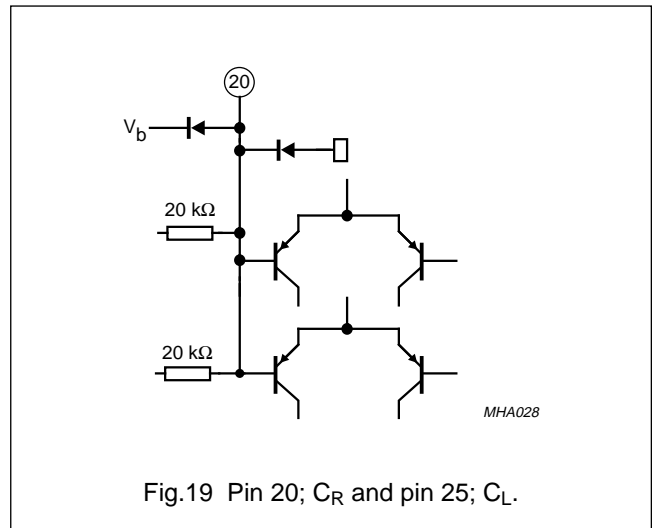 20
V_b
20 kΩ
20 kΩ
MHA028
Fig.19 Pin 20; C_R and pin 25; C_L.